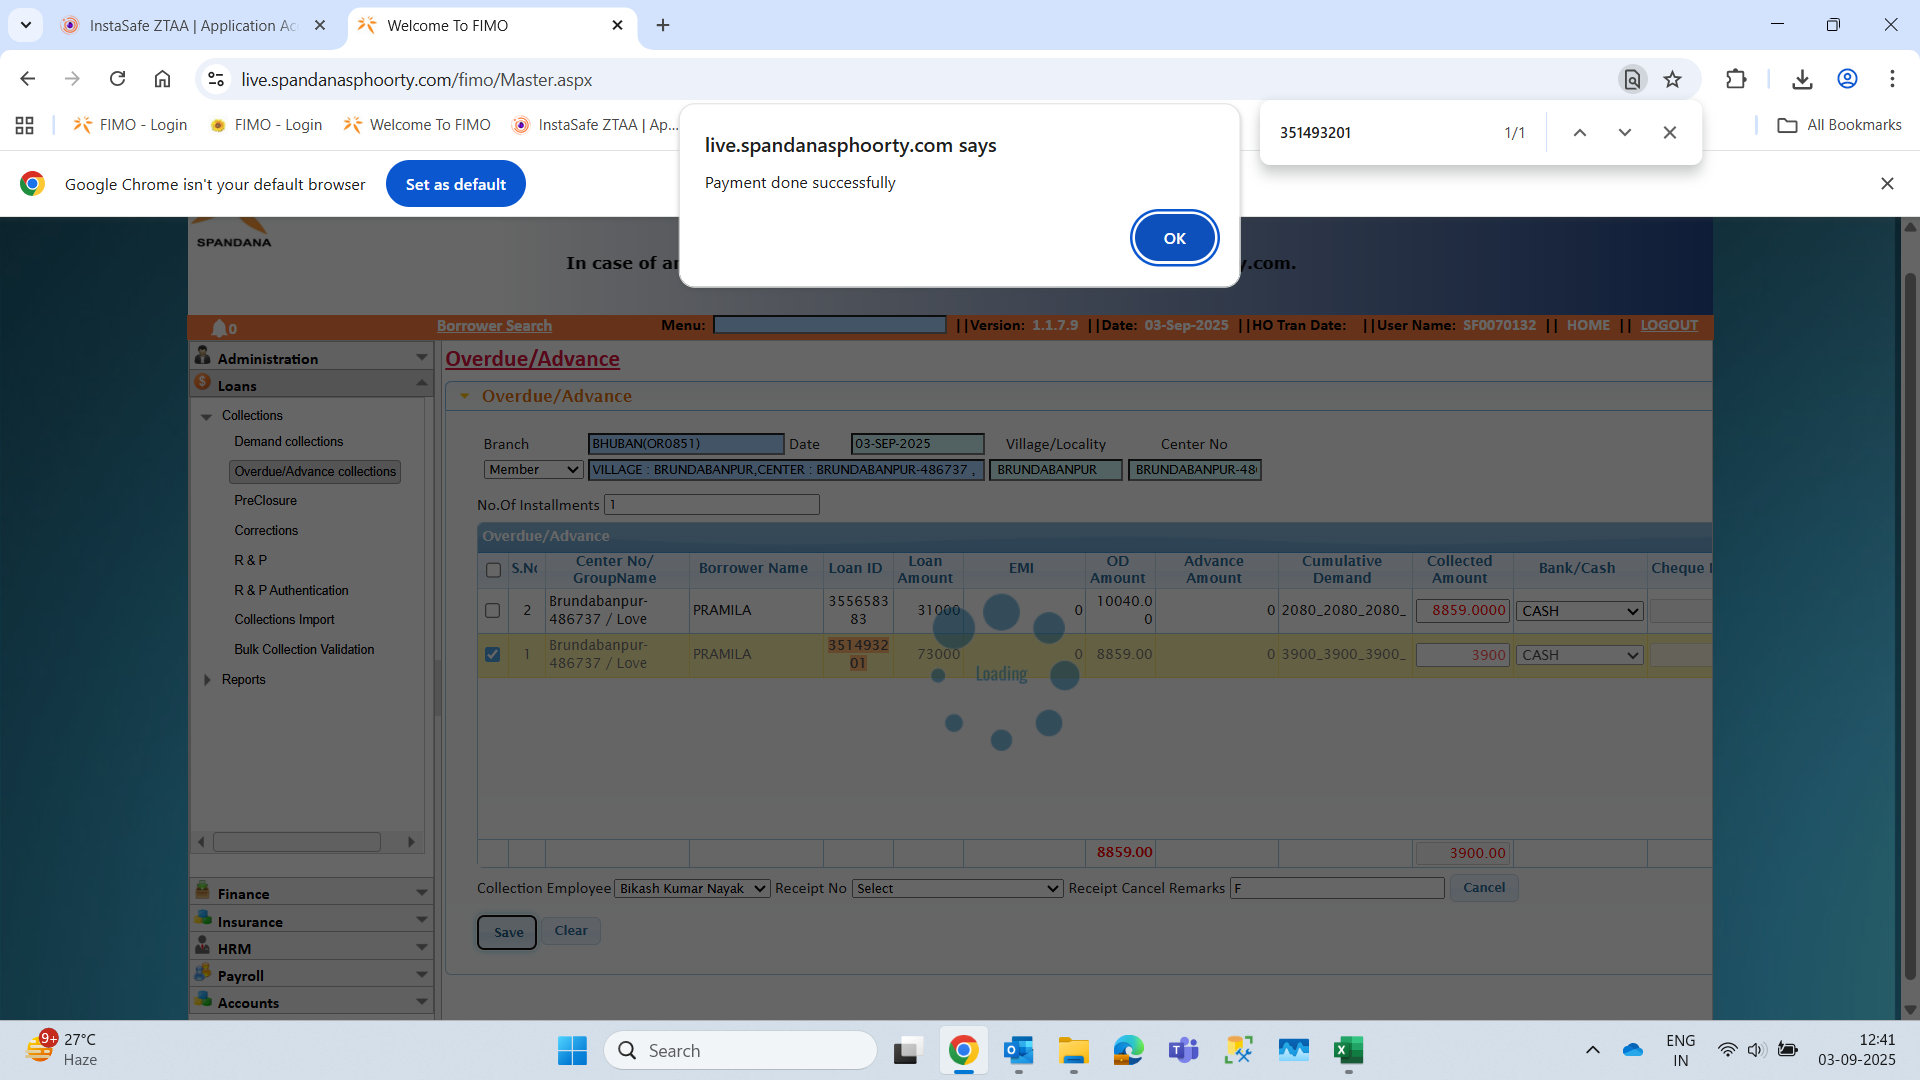 InstaSafe ZTAA | Application Acc
Welcome To FIMO
live.spandanasphoorty.com/fimo/Master.aspx
FIMO - Login
FIMO - Login
Welcome To FIMO
InstaSafe ZTAA | Ap...
All Bookmarks
351493201
1/1
Google Chrome isn't your default browser
Set as default
live.spandanasphoorty.com says
Payment done successfully
OK
SPANDANA
In case of
y.com.
0
Borrower Search
Menu:
||Version: 1.1.7.9 ||Date: 03-Sep-2025 ||HO Tran Date: ||User Name: SF0070132 || HOME || LOGOUT
Administration
Loans
Collections
Demand collections
Overdue/Advance collections
PreClosure
Corrections
R & P
R & P Authentication
Collections Import
Bulk Collection Validation
Reports
Finance
Insurance
HRM
Payroll
Accounts
Overdue/Advance
Overdue/Advance
Branch BHUBAN(OR0851) Date 03-SEP-2025 Village/Locality Center No
Member VILLAGE : BRUNDABANPUR,CENTER : BRUNDABANPUR-486737 , BRUNDABANPUR BRUNDABANPUR-48
No.Of Installments 1
Overdue/Advance
S.No Center No/ GroupName Borrower Name Loan ID Loan Amount EMI OD Amount Advance Amount Cumulative Demand Collected Amount Bank/Cash Cheque
2 Brundabanpur-486737 / Love PRAMILA 355658383 31000 0 10040.00 0 2080_2080_2080_ 8859.0000 CASH
1 Brundabanpur-486737 / Love PRAMILA 351493201 73000 0 8859.00 0 3900_3900_3900_ 3900 CASH
Loading
8859.00 3900.00
Collection Employee Bikash Kumar Nayak Receipt No Select Receipt Cancel Remarks F Cancel
Save Clear
9+
27°C
Haze
Search
ENG
IN
12:41
03-09-2025